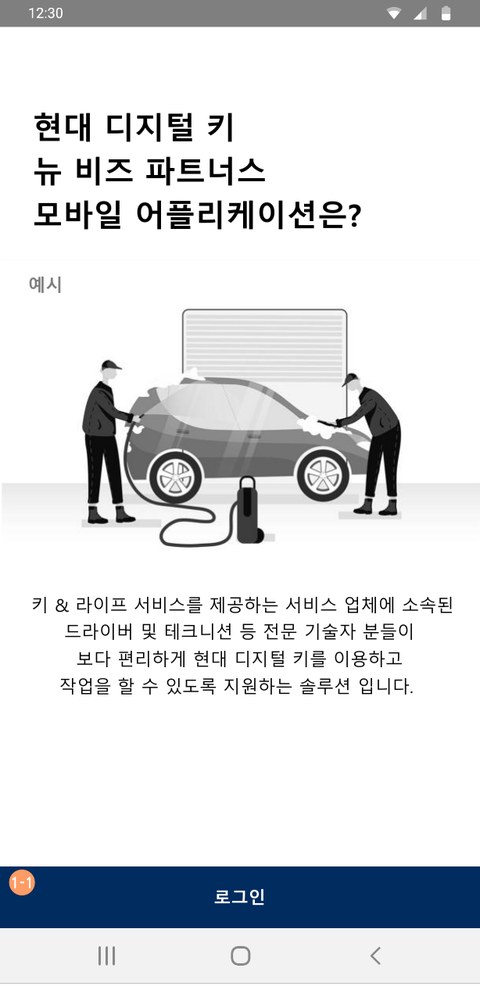 12:30
현대 디지털 키
뉴 비즈 파트너스
모바일 어플리케이션은?
예시
키 & 라이프 서비스를 제공하는 서비스 업체에 소속된
드라이버 및 테크니션 등 전문 기술자 분들이
보다 편리하게 현대 디지털 키를 이용하고
작업을 할 수 있도록 지원하는 솔루션 입니다.
1-1
로그인